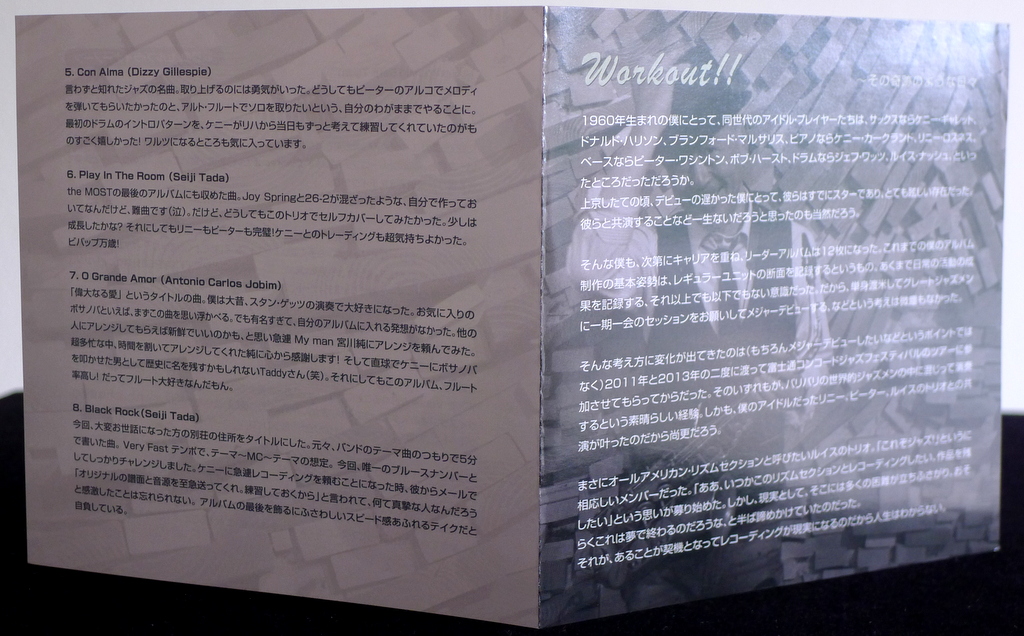 5. Con Alma (Dizzy Gillespie)
言わずと知れたジャズの名曲。取り上げるのには勇気がいった。どうしてもピーターのアルコでメロディ
を弾いてもらいたかったのと、アルト・フルートでソロを取りたいという、自分のわがままでやることに。
最初のドラムのイントロパターンを、ケニーがリハから当日もずっと考えて練習してくれていたのがも
のすごく嬉しかった! ワルツになるところも気に入っています。
6. Play In The Room (Seiji Tada)
the MOSTの最後のアルバムにも収めた曲。Joy Springと26-2が混ざったような、自分で作ってお
いてなんだけど、難曲です(泣)。だけど、どうしてもこのトリオでセルフカバーしてみたかった。少しは
成長したかな? それにしてもリニーもピーターも完璧!ケニーとのトレーディングも超気持ちよかった。
ビバップ万歳!
7. O Grande Amor (Antonio Carlos Jobim)
「偉大なる愛」というタイトルの曲。僕は大昔、スタン・ゲッツの演奏で大好きになった。お気に入りの
ボサノバといえば、まずこの曲を思い浮かべる。でも有名すぎて、自分のアルバムに入れる発想がなかった。他の
人にアレンジしてもらえば新鮮でいいのかも、と思い急遽 My man 宮川純にアレンジを頼んでみた。
超多忙な中、時間を割いてアレンジしてくれた純に心から感謝します! そして直球でケニーにボサノバ
を叩かせた男として歴史に名を残すかもしれないTaddyさん(笑)。それにしてもこのアルバム、フルート
率高し! だってフルート大好きなんだもん。
8. Black Rock (Seiji Tada)
今回、大変お世話になった方の別荘の住所をタイトルにした。元々、バンドのテーマ曲のつもりで5分
で書いた曲。Very Fast テンポで、テーマ〜MC〜テーマの想定。今回、唯一のブルースナンバーと
してしっかりチャレンジしました。ケニーに急遽レコーディングを頼むことになった時、彼からメールで
「オリジナルの譜面と音源を至急送ってくれ。練習しておくから」と言われて、何て真摯な人なんだろう
と感激したことは忘れられない。アルバムの最後を飾るにふさわしいスピード感あふれるテイクだと
自負している。
Workout!!
1960年生まれの僕にとって、同世代のアイドル・プレイヤーたちは、サックスならケニー・ギャレット、
ドナルド・ハリソン、ブランフォード・マルサリス、ピアノならケニー・カークランド、リニー・ロスネス、
ベースならピーター・ワシントン、ボブ・ハースト、ドラムならジェフ・ワッツ、ルイス・ナッシュ、といっ
たところだっただろうか。
上京したての頃、デビューの遅かった僕にとって、彼らはすでにスターであり、とても眩しい存在だった。
彼らと共演することなど一生ないだろうと思ったのも当然だろう。
そんな僕も、次第にキャリアを重ね、リーダーアルバムは12枚になった。これまでの僕のアルバム
制作の基本姿勢は、レギュラーユニットの断面を記録するというもの、あくまで日常の活動の成
果を記録する、それ以上でも以下でもない意識だった。だから、単身渡米してグレートジャズメン
に一期一会のセッションをお願いしてメジャーデビューする、などという考えは微塵もなかった。
そんな考え方に変化が出てきたのは(もちろんメジャーデビューしたいなどというポイントでは
なく)2011年と2013年の二度に渡って富士通コンコードジャズフェスティバルのツアーに参
加させてもらってからだった。そのいずれもが、バリバリの世界的ジャズメンの中に混じって演奏
するという素晴らしい経験。しかも、僕のアイドルだったリニー、ピーター、ルイスのトリオとの共
演が叶ったのだから尚更だろう。
まさにオールアメリカン・リズムセクションと呼びたいルイスのトリオ。「これぞジャズ!」というに
相応しいメンバーだった。「ああ、いつかこのリズムセクションとレコーディングしたい、作品を残
したい」という思いが募り始めた。しかし、現実として、そこには多くの困難が立ちふさがり、おそ
らくこれは夢で終わるのだろうな、と半ば諦めかけていたのだった。
それが、あることが契機となってレコーディングが現実になるのだから人生はわからない。